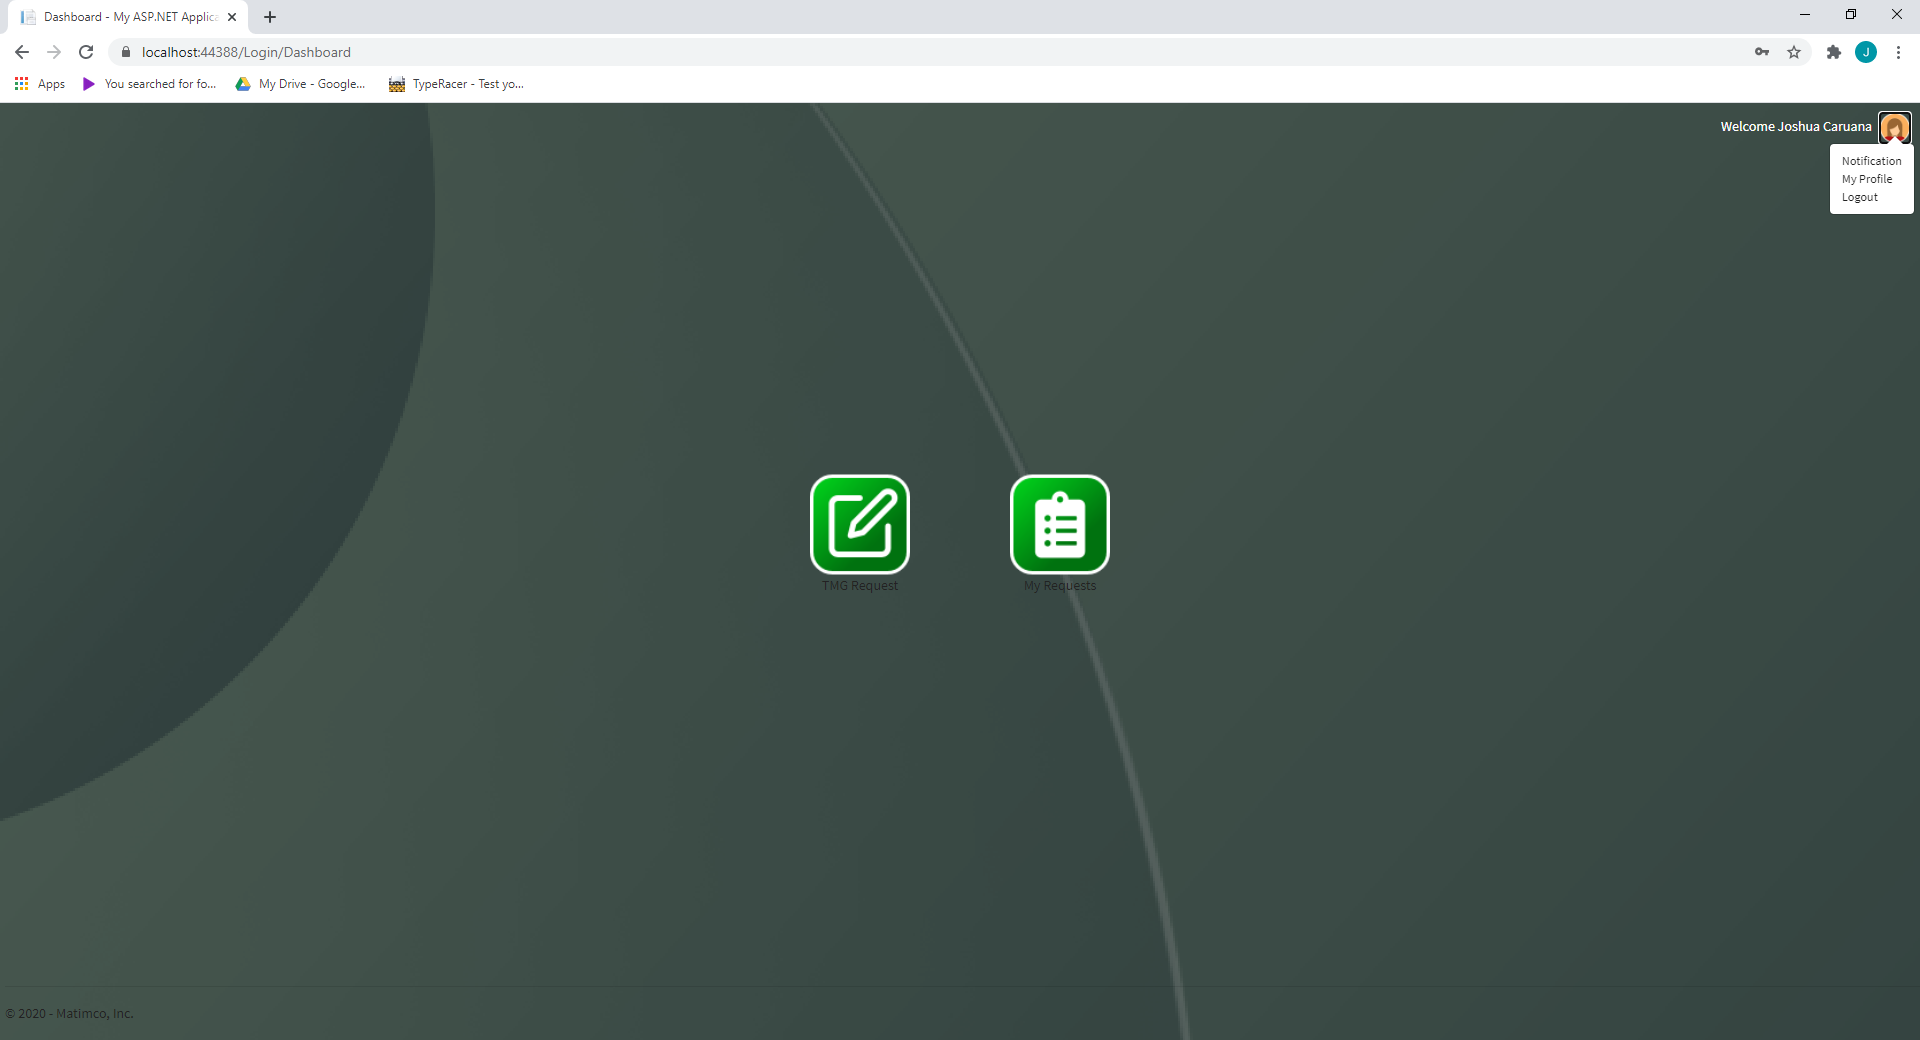 Dashboard - My ASP.NET Applica
localhost:44388/Login/Dashboard
J
Apps
You searched for fo...
My Drive - Google...
TypeRacer - Test yo...
Welcome Joshua Caruana
Notification
My Profile
Logout
TMG Request
My Requests
© 2020 - Matimco, Inc.